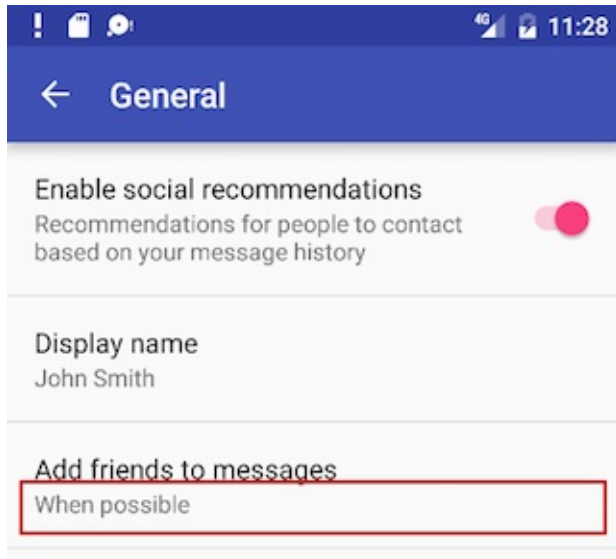 4G 11:28
General
Enable social recommendations
Recommendations for people to contact
based on your message history
Display name
John Smith
Add friends to messages
When possible